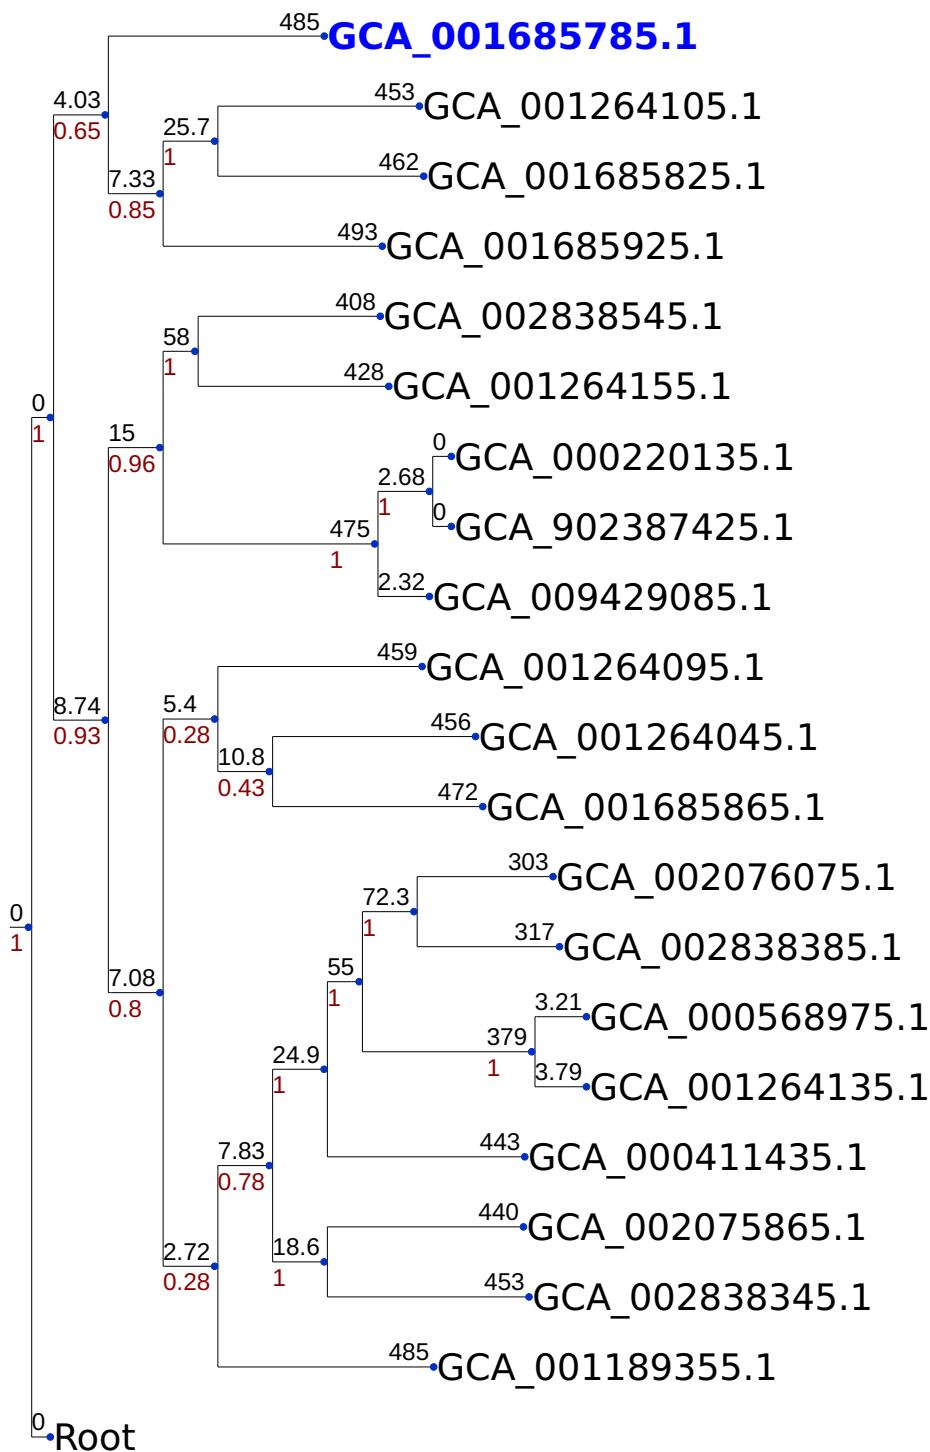 485 GCA_001685785.1
453 GCA_001264105.1
4.03
0.65
25.7
1
462 GCA_001685825.1
7.33
0.85
493 GCA_001685925.1
408 GCA_002838545.1
58
1
428 GCA_001264155.1
0
1
15
0.96
0 GCA_000220135.1
2.68
1
0 GCA_902387425.1
475
1
2.32 GCA_009429085.1
459 GCA_001264095.1
8.74
0.93
5.4
0.28
456 GCA_001264045.1
10.8
0.43
472 GCA_001685865.1
303 GCA_002076075.1
72.3
1
0
1
317 GCA_002838385.1
7.08
0.8
55
1
3.21 GCA_000568975.1
379
1
24.9
1
3.79 GCA_001264135.1
443 GCA_000411435.1
7.83
0.78
440 GCA_002075865.1
2.72
0.28
18.6
1
453 GCA_002838345.1
485 GCA_001189355.1
0 Root